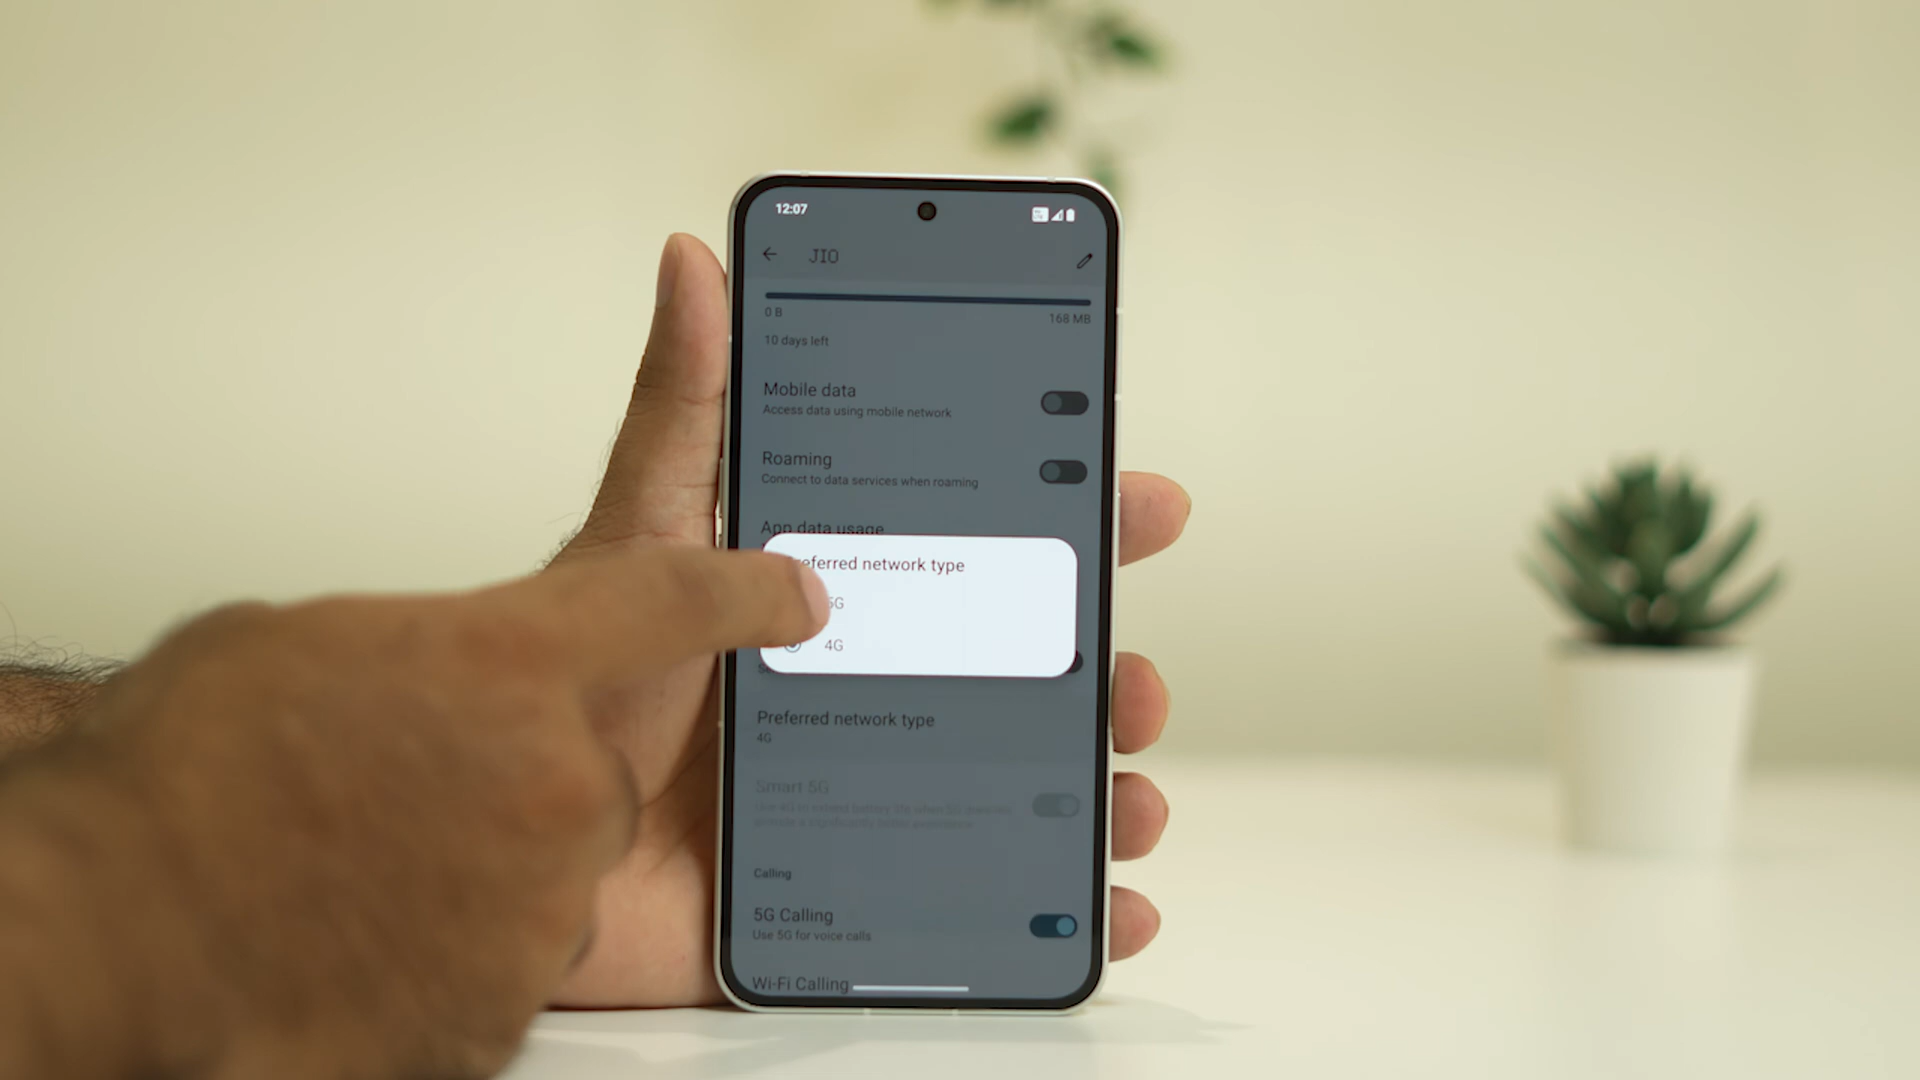 12:07
JIO
0 B
168 MB
10 days left
Mobile data
Access data using mobile network
Roaming
Connect to data services when roaming
App data usage
eferred network type
5G
4G
Preferred network type
4G
Smart 5G
Calling
5G Calling
Use 5G for voice calls
Wi-Fi Calling